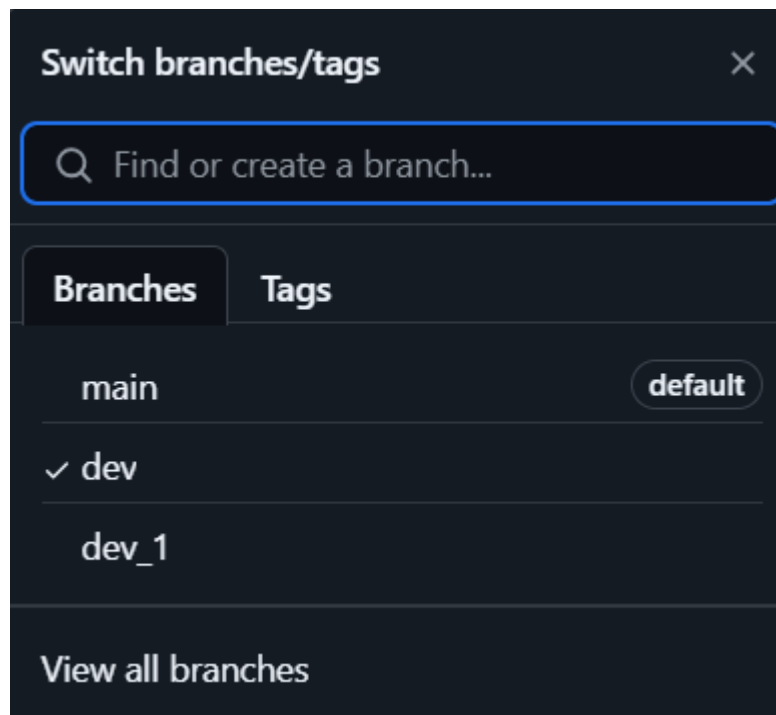 Switch branches/tags
Find or create a branch...
Branches Tags
main default
dev
dev_1
View all branches